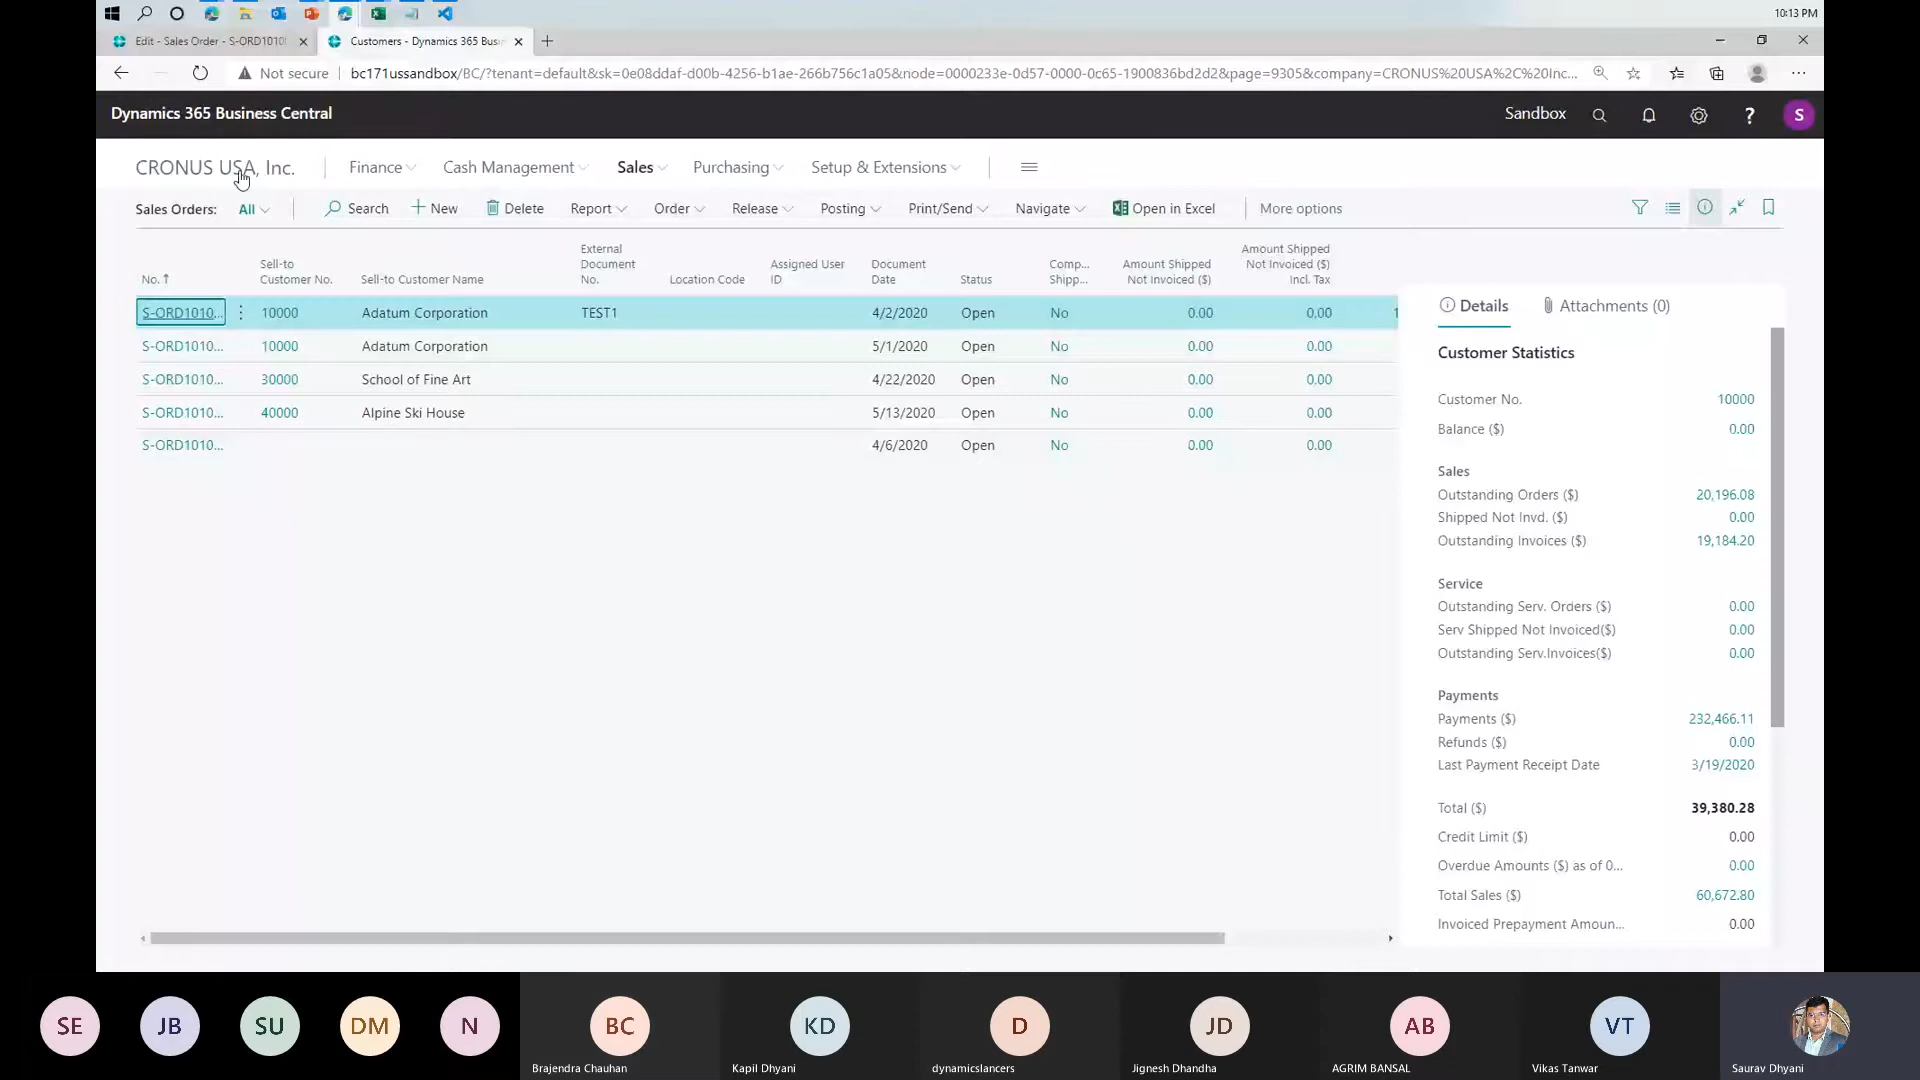 10:13 PM
Edit - Sales Order - S-ORD1010
Customers - Dynamics 365 Busi
Not secure
bc171ussandbox/BC/?tenant=default&sk=0e08ddaf-d00b-4256-b1ae-266b756c1a05&node=0000233e-0d57-0000-0c65-1900836bd2d2&page=9305&company=CRONUS%20USA%2C%20Inc...
Dynamics 365 Business Central
Sandbox
?
S
CRONUS USA, Inc.
Finance
Cash Management
Sales
Purchasing
Setup & Extensions
Sales Orders:
All
Search
New
Delete
Report
Order
Release
Posting
Print/Send
Navigate
Open in Excel
More options
No. ↑
Sell-to
Customer No.
Sell-to Customer Name
External
Document
No.
Location Code
Assigned User
ID
Document
Date
Status
Comp...
Shipp...
Amount Shipped
Not Invoiced ($)
Amount Shipped
Not Invoiced ($)
Incl. Tax
S-ORD1010... 10000 Adatum Corporation TEST1 4/2/2020 Open No 0.00 0.00 1
S-ORD1010... 10000 Adatum Corporation 5/1/2020 Open No 0.00 0.00
S-ORD1010... 30000 School of Fine Art 4/22/2020 Open No 0.00 0.00
S-ORD1010... 40000 Alpine Ski House 5/13/2020 Open No 0.00 0.00
S-ORD1010... 4/6/2020 Open No 0.00 0.00
Details
Attachments (0)
Customer Statistics
Customer No. 10000
Balance ($) 0.00
Sales
Outstanding Orders ($) 20,196.08
Shipped Not Invd. ($) 0.00
Outstanding Invoices ($) 19,184.20
Service
Outstanding Serv. Orders ($) 0.00
Serv Shipped Not Invoiced($) 0.00
Outstanding Serv.Invoices($) 0.00
Payments
Payments ($) 232,466.11
Refunds ($) 0.00
Last Payment Receipt Date 3/19/2020
Total ($) 39,380.28
Credit Limit ($) 0.00
Overdue Amounts ($) as of 0... 0.00
Total Sales ($) 60,672.80
Invoiced Prepayment Amoun... 0.00
SE
JB
SU
DM
N
BC
Brajendra Chauhan
KD
Kapil Dhyani
D
dynamicslancers
JD
Jignesh Dhandha
AB
AGRIM BANSAL
VT
Vikas Tanwar
Saurav Dhyani